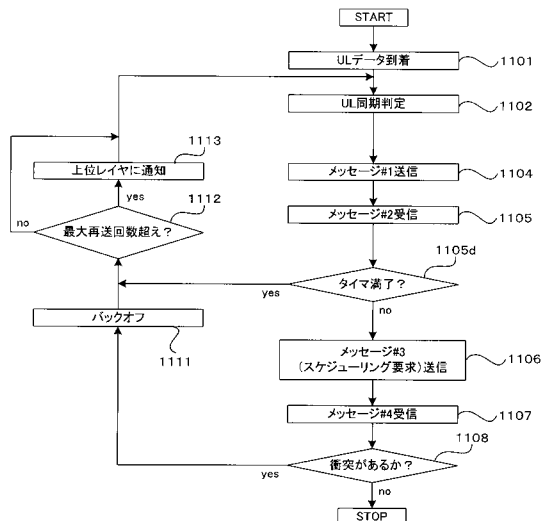 START
ULデータ到着
1101
UL同期判定
1102
1113
上位レイヤに通知
メッセージ#1送信
1104
yes
1112
no
最大再送回数超え？
メッセージ#2受信
1105
1105d
タイマ満了？
yes
no
バックオフ
1111
メッセージ#3
（スケジューリング要求）送信
1106
メッセージ#4受信
1107
1108
衝突があるか？
yes
no
STOP